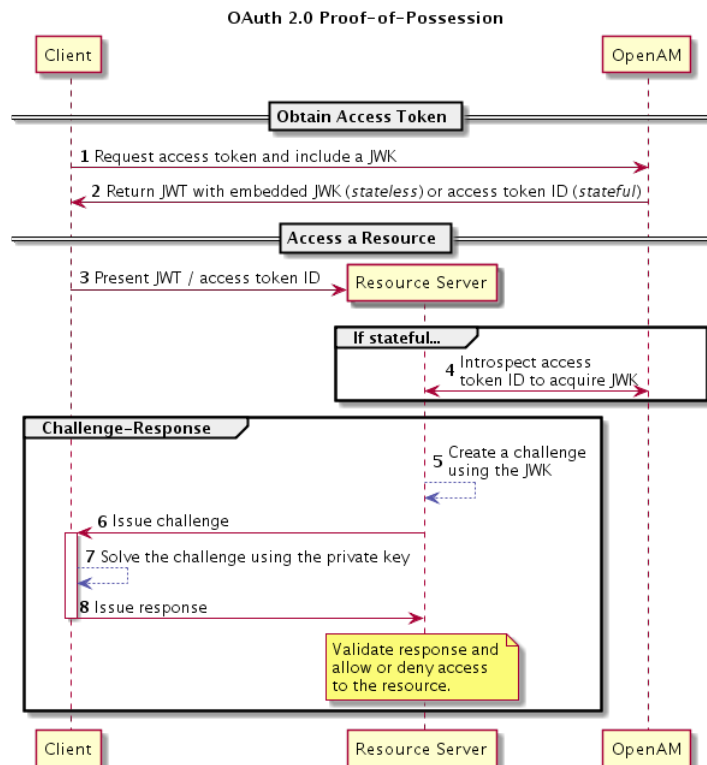 OAuth 2.0 Proof-of-Possession
Client
OpenAM
Obtain Access Token
1 Request access token and include a JWK
2 Return JWT with embedded JWK (stateless) or access token ID (stateful)
Access a Resource
3 Present JWT / access token ID
Resource Server
If stateful...
4 Introspect access
token ID to acquire JWK
Challenge-Response
5 Create a challenge
using the JWK
6 Issue challenge
7 Solve the challenge using the private key
8 Issue response
Validate response and
allow or deny access
to the resource.
Client
Resource Server
OpenAM